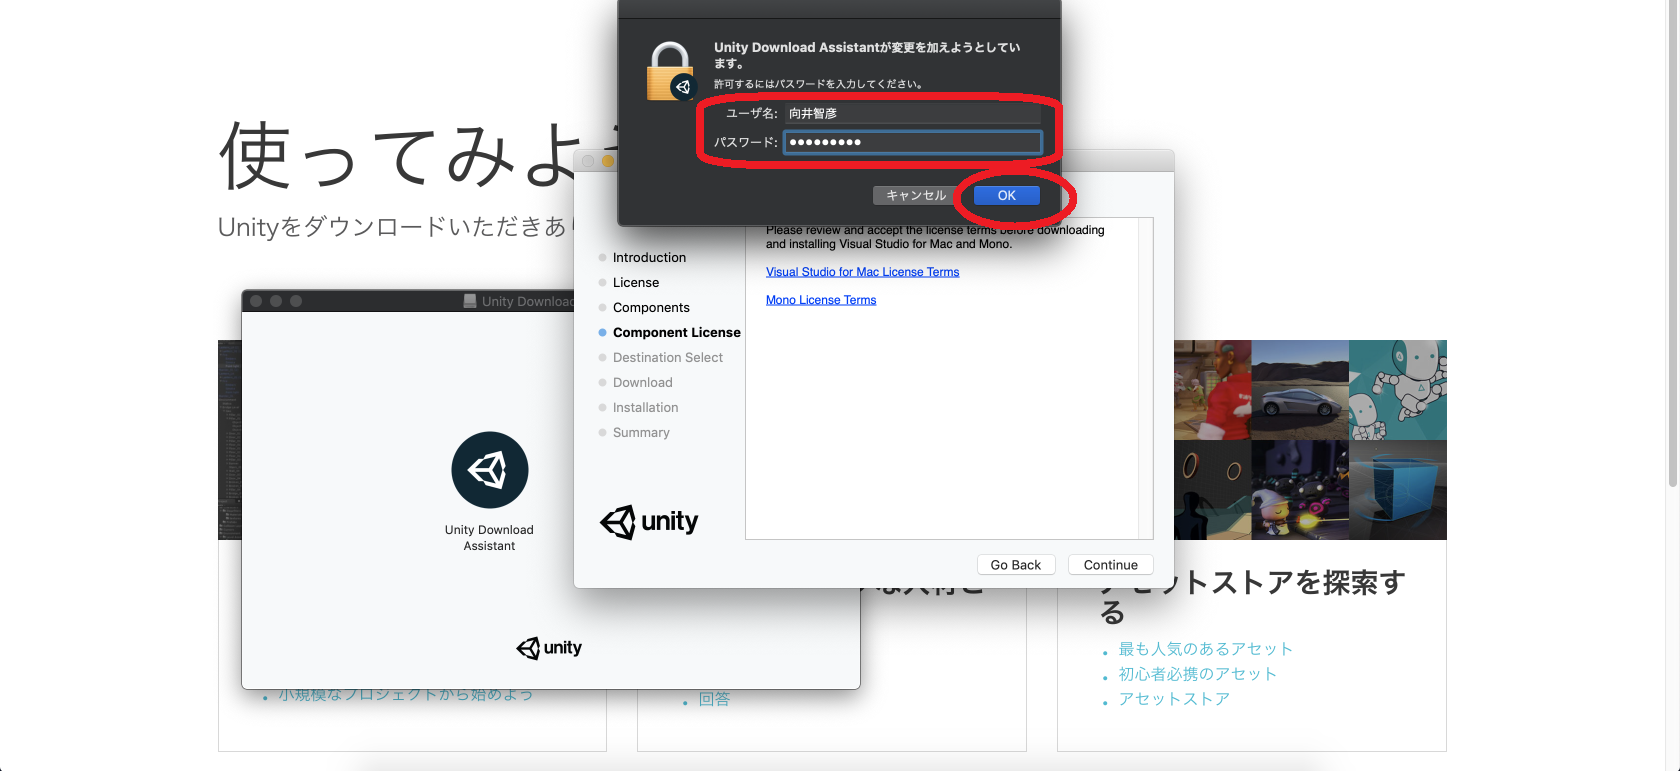 Unity Download Assistantが変更を加えようとしてい
ます。
許可するにはパスワードを入力してください。
ユーザ名: 向井智彦
パスワード: ●●●●●●●●●
キャンセル
OK
使ってみよ
Unityをダウンロードいただきあり
Please review and accept the license terms before downloading
and installing Visual Studio for Mac and Mono.
Visual Studio for Mac License Terms
Mono License Terms
Introduction
License
Components
Component License
Destination Select
Download
Installation
Summary
unity
Go Back
Continue
Unity Download
Unity Download
Assistant
unity
小規模なプロジェクトから始めよう
回答
アセットストアを探索す
る
最も人気のあるアセット
初心者必携のアセット
アセットストア